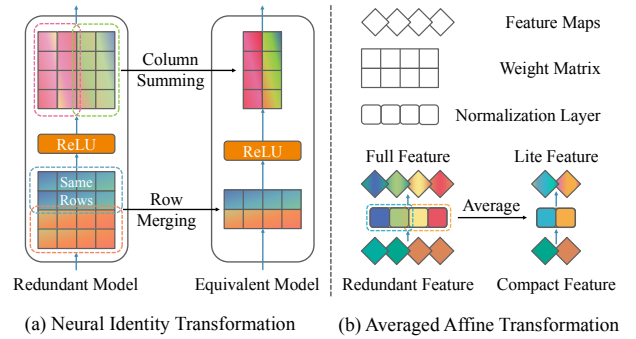 Column
Summing
ReLU
ReLU
Same
Rows
Row
Merging
Redundant Model
Equivalent Model
(a) Neural Identity Transformation
Feature Maps
Weight Matrix
Normalization Layer
Full Feature
Lite Feature
Average
Redundant Feature
Compact Feature
(b) Averaged Affine Transformation